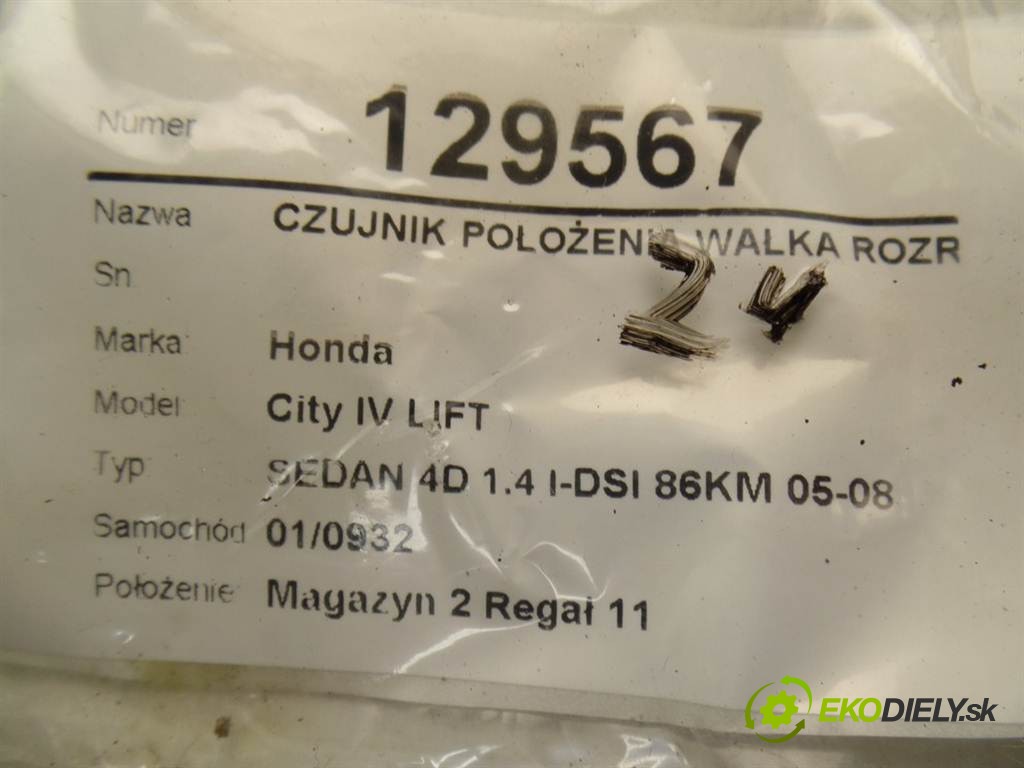 Numer 129567
Nazwa CZUJNIK POŁOŻENIA WAŁKA ROZR
Sn
Marka Honda
Model City IV LIFT
Typ SEDAN 4D 1.4 I-DSI 86KM 05-08
Samochód 01/0932
Położenie Magazyn 2 Regał 11
EKODIELY.sk